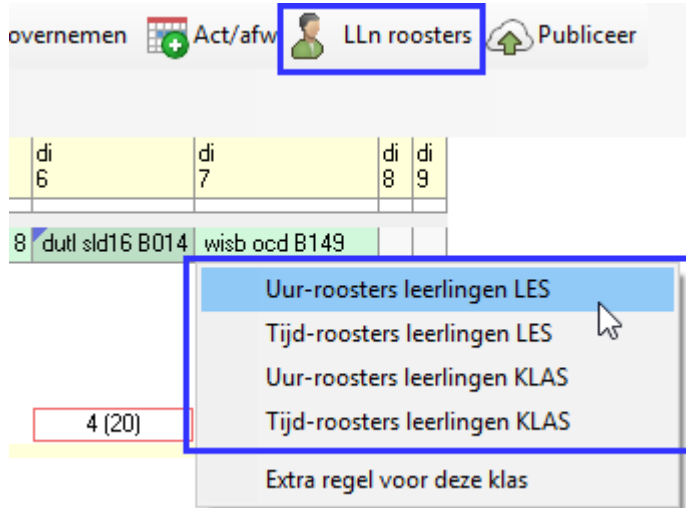 overnemen Act/afw LLn roosters Publiceer
di di di di
6 7 8 9
8 dutl sld16 B014 wisb ocd B149
Uur-roosters leerlingen LES
Tijd-roosters leerlingen LES
Uur-roosters leerlingen KLAS
4 (20) Tijd-roosters leerlingen KLAS
Extra regel voor deze klas